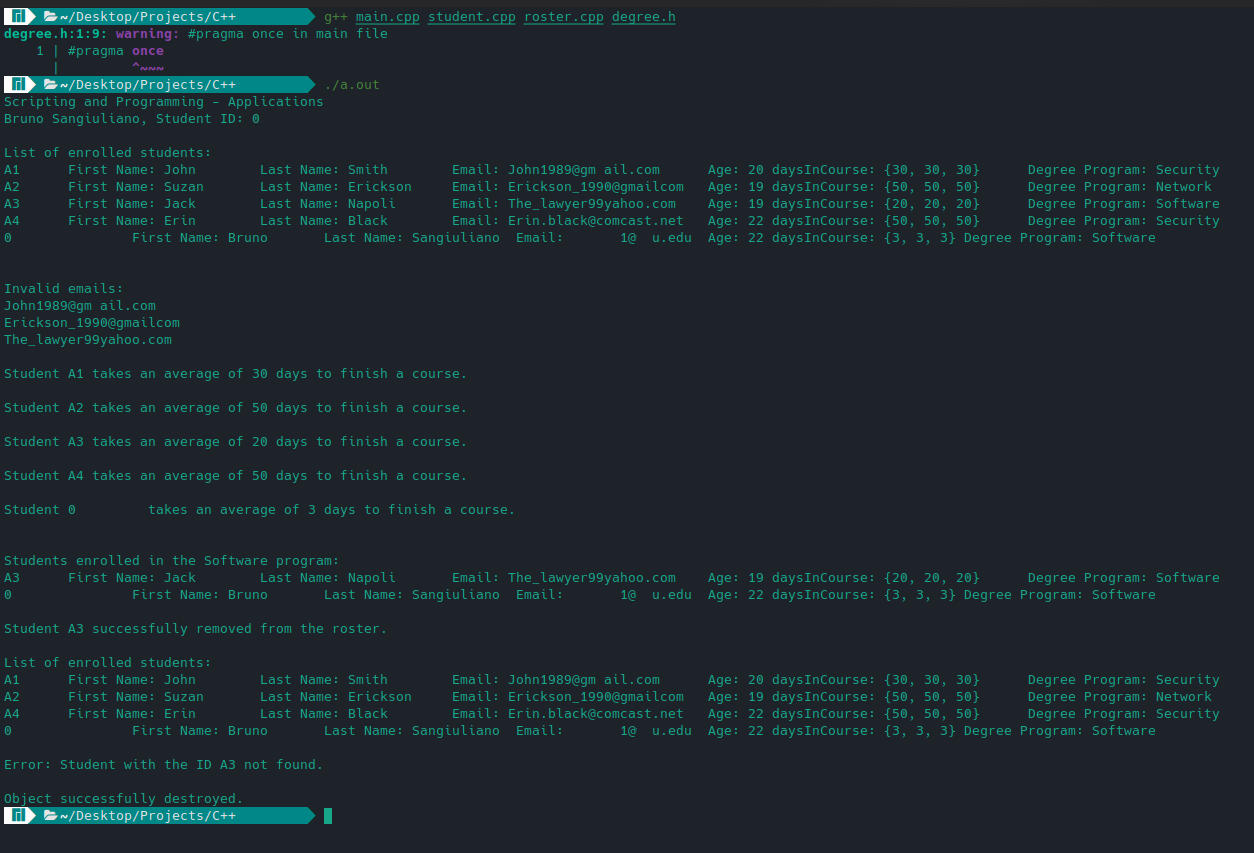 ~/Desktop/Projects/C++ g++ main.cpp student.cpp roster.cpp degree.h
degree.h:1:9: warning: #pragma once in main file
1 | #pragma once
| ^~~~
~/Desktop/Projects/C++ ./a.out
Scripting and Programming - Applications
Bruno Sangiuliano, Student ID: 0

List of enrolled students:
A1 First Name: John Last Name: Smith Email: John1989@gm ail.com Age: 20 daysInCourse: {30, 30, 30} Degree Program: Security
A2 First Name: Suzan Last Name: Erickson Email: Erickson_1990@gmailcom Age: 19 daysInCourse: {50, 50, 50} Degree Program: Network
A3 First Name: Jack Last Name: Napoli Email: The_lawyer99yahoo.com Age: 19 daysInCourse: {20, 20, 20} Degree Program: Software
A4 First Name: Erin Last Name: Black Email: Erin.black@comcast.net Age: 22 daysInCourse: {50, 50, 50} Degree Program: Security
0 First Name: Bruno Last Name: Sangiuliano Email: 1@ u.edu Age: 22 daysInCourse: {3, 3, 3} Degree Program: Software

Invalid emails:
John1989@gm ail.com
Erickson_1990@gmailcom
The_lawyer99yahoo.com

Student A1 takes an average of 30 days to finish a course.

Student A2 takes an average of 50 days to finish a course.

Student A3 takes an average of 20 days to finish a course.

Student A4 takes an average of 50 days to finish a course.

Student 0 takes an average of 3 days to finish a course.

Students enrolled in the Software program:
A3 First Name: Jack Last Name: Napoli Email: The_lawyer99yahoo.com Age: 19 daysInCourse: {20, 20, 20} Degree Program: Software
0 First Name: Bruno Last Name: Sangiuliano Email: 1@ u.edu Age: 22 daysInCourse: {3, 3, 3} Degree Program: Software

Student A3 successfully removed from the roster.

List of enrolled students:
A1 First Name: John Last Name: Smith Email: John1989@gm ail.com Age: 20 daysInCourse: {30, 30, 30} Degree Program: Security
A2 First Name: Suzan Last Name: Erickson Email: Erickson_1990@gmailcom Age: 19 daysInCourse: {50, 50, 50} Degree Program: Network
A4 First Name: Erin Last Name: Black Email: Erin.black@comcast.net Age: 22 daysInCourse: {50, 50, 50} Degree Program: Security
0 First Name: Bruno Last Name: Sangiuliano Email: 1@ u.edu Age: 22 daysInCourse: {3, 3, 3} Degree Program: Software

Error: Student with the ID A3 not found.

Object successfully destroyed.
~/Desktop/Projects/C++